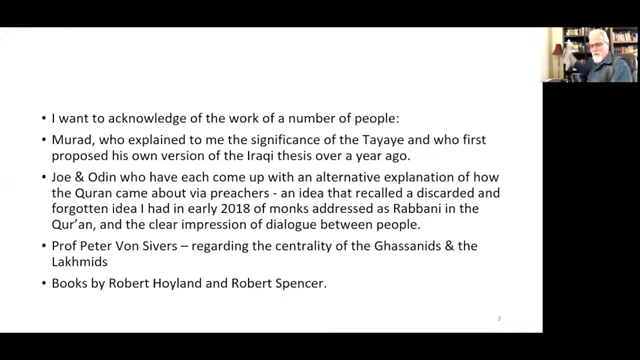 • I want to acknowledge of the work of a number of people:
• Murad, who explained to me the significance of the Tayaye and who first
proposed his own version of the Iraqi thesis over a year ago.
• Joe & Odin who have each come up with an alternative explanation of how
the Quran came about via preachers - an idea that recalled a discarded and
forgotten idea I had in early 2018 of monks addressed as Rabbani in the
Qur’an, and the clear impression of dialogue between people.
• Prof Peter Von Sivers – regarding the centrality of the Ghassanids & the
Lakhmids
• Books by Robert Hoyland and Robert Spencer.
2